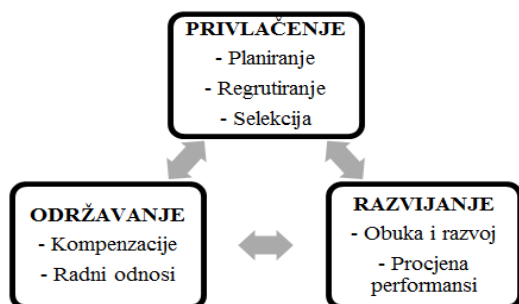 PRIVLAČENJE
- Planiranje
- Regrutiranje
- Selekcija
ODRŽAVANJE
- Kompenzacije
- Radni odnosi
RAZVIJANJE
- Obuka i razvoj
- Procjena
performansi